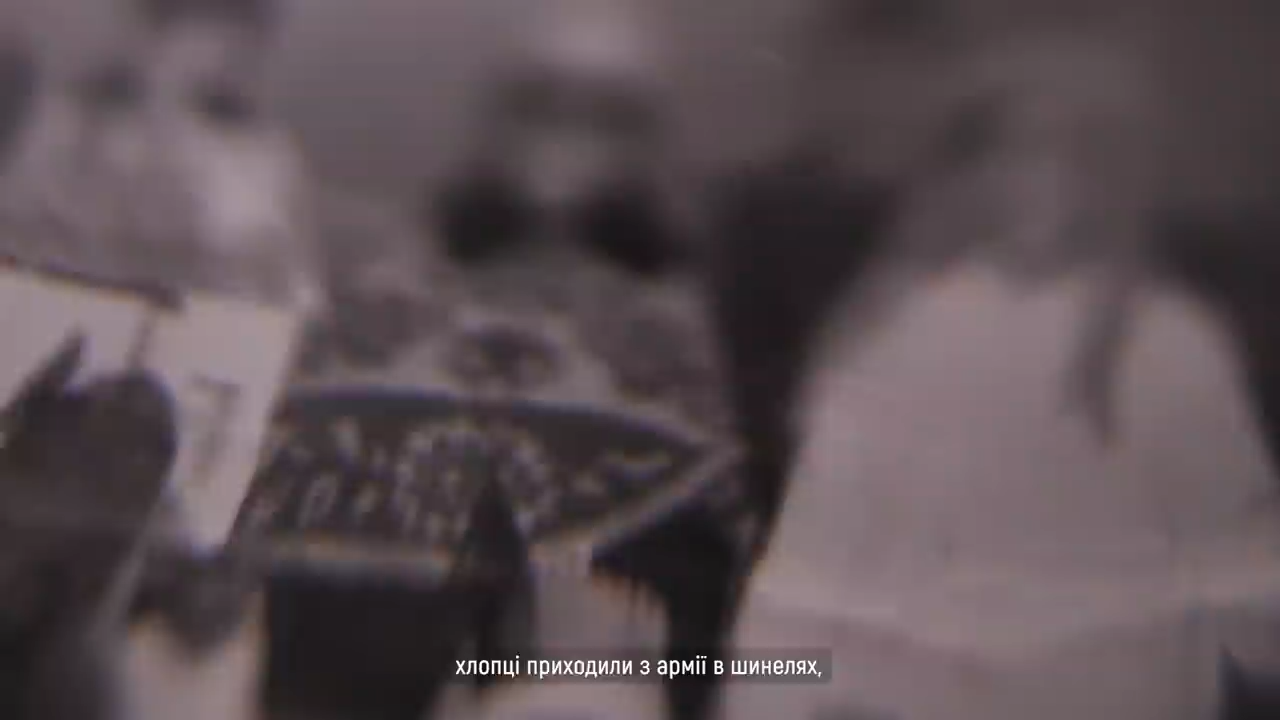 хлопці приходили з армії в шинелях,